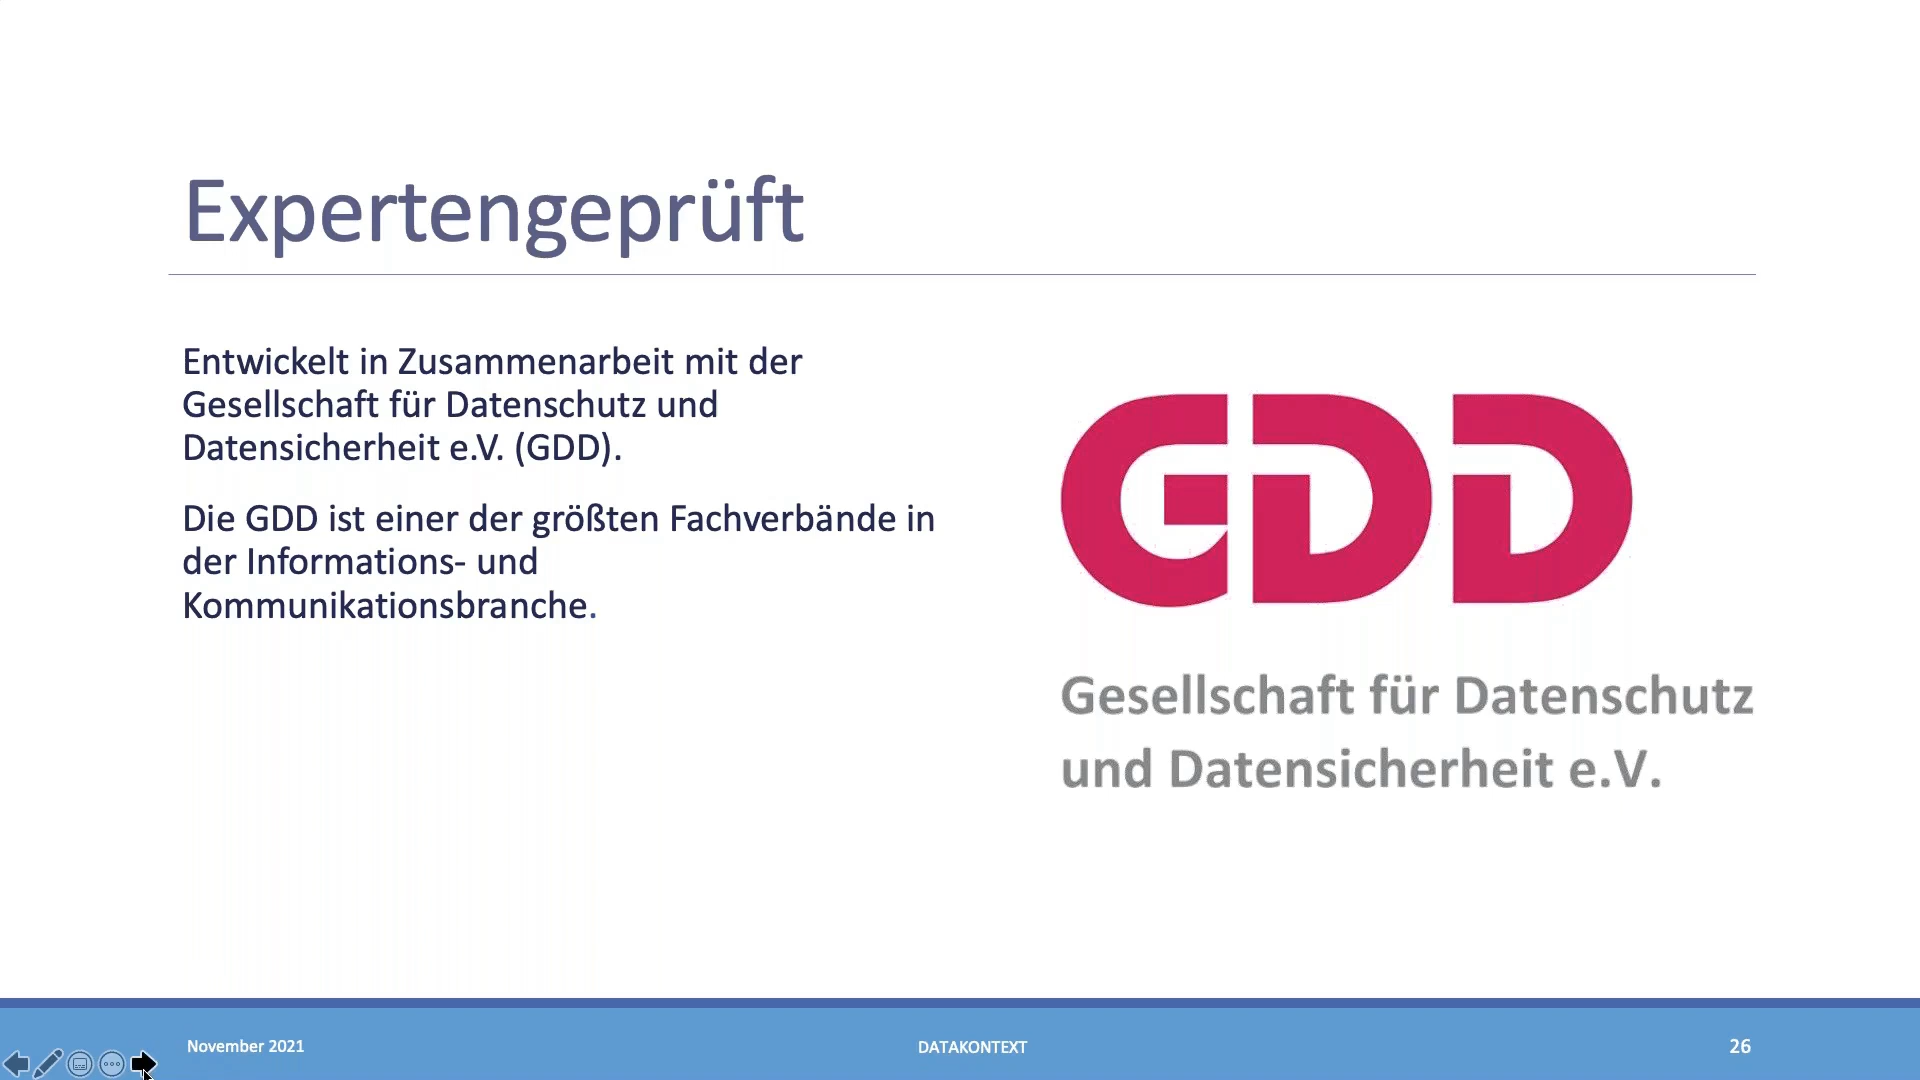 Expertengeprüft
Entwickelt in Zusammenarbeit mit der
Gesellschaft für Datenschutz und
Datensicherheit e.V. (GDD).
Die GDD ist einer der größten Fachverbände in
der Informations- und
Kommunikationsbranche.
GDD
Gesellschaft für Datenschutz
und Datensicherheit e.V.
November 2021
DATAKONTEXT
26